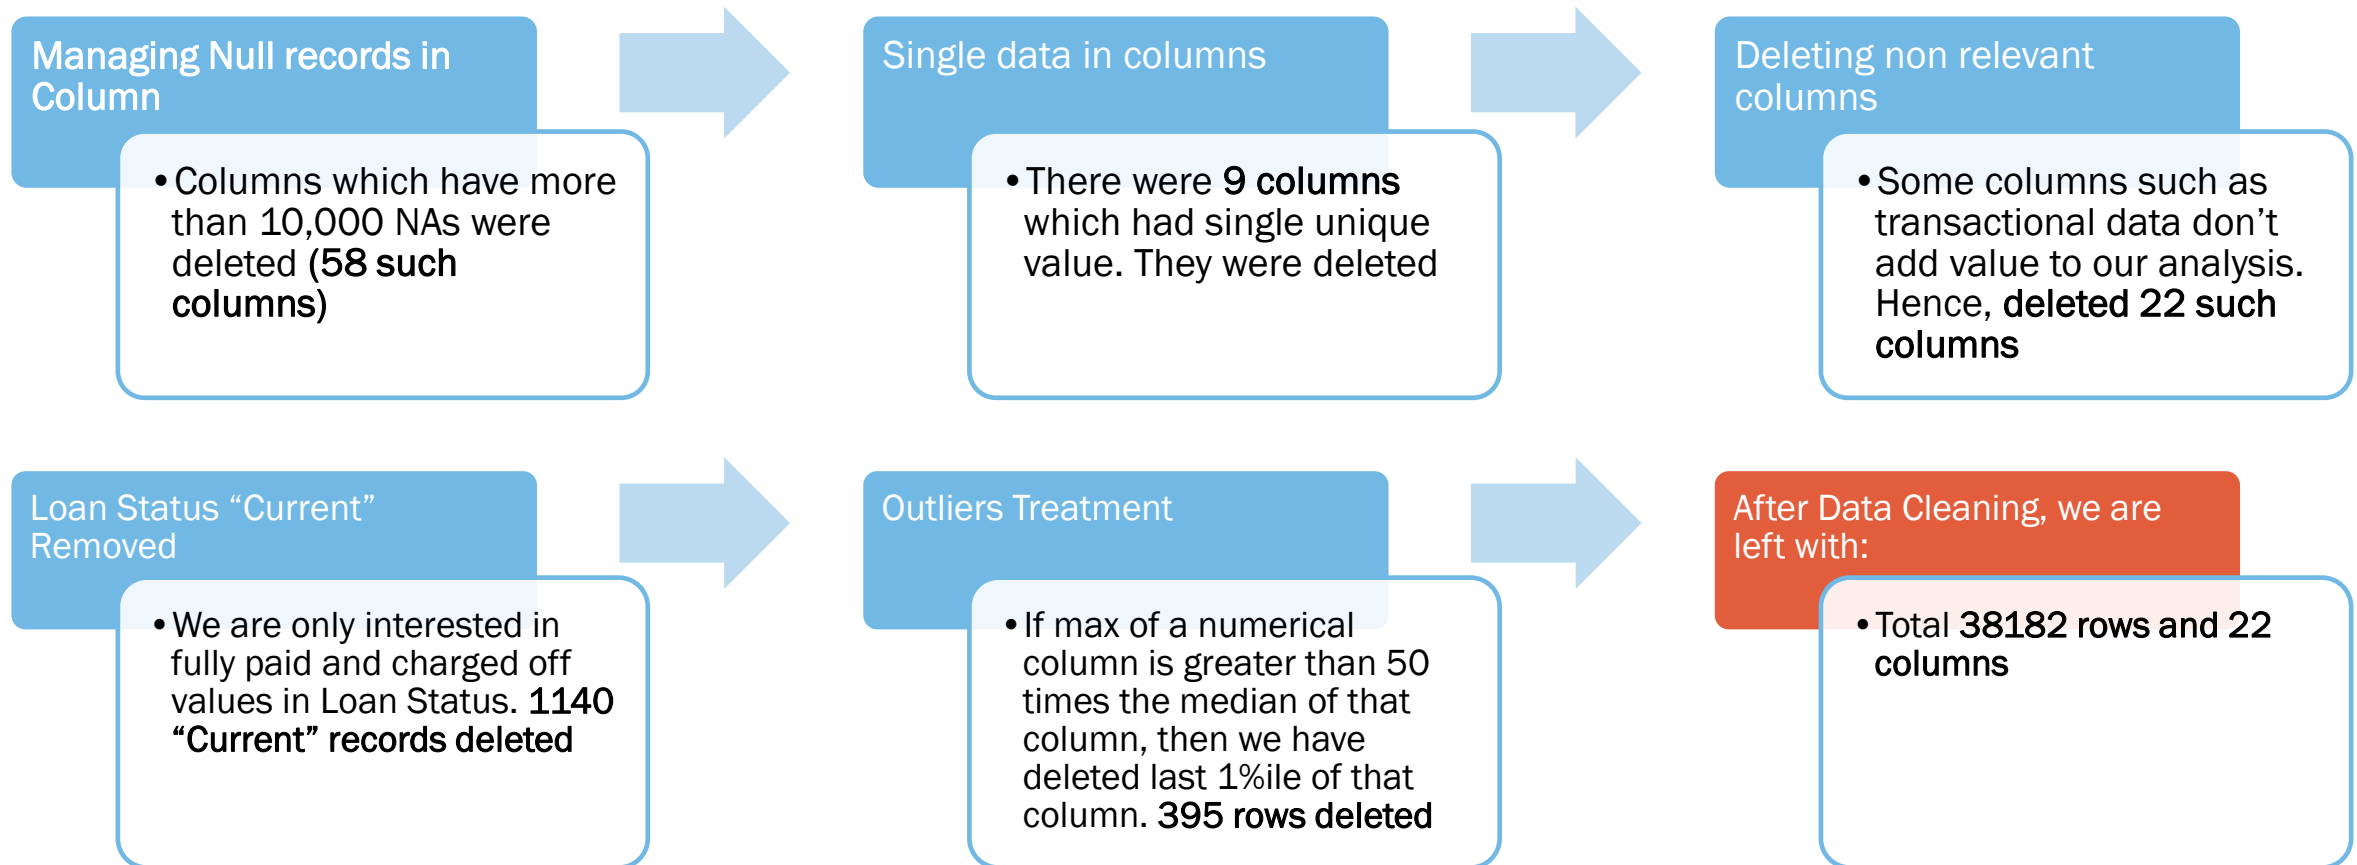 Managing Null records in
Column
•Columns which have more
than 10,000 NAs were
deleted (58 such
columns)
Single data in columns
•There were 9 columns
which had single unique
value. They were deleted
Deleting non relevant
columns
•Some columns such as
transactional data don’t
add value to our analysis.
Hence, deleted 22 such
columns
Loan Status “Current”
Removed
•We are only interested in
fully paid and charged off
values in Loan Status. 1140
“Current” records deleted
Outliers Treatment
•If max of a numerical
column is greater than 50
times the median of that
column, then we have
deleted last 1%ile of that
column. 395 rows deleted
After Data Cleaning, we are
left with:
•Total 38182 rows and 22
columns